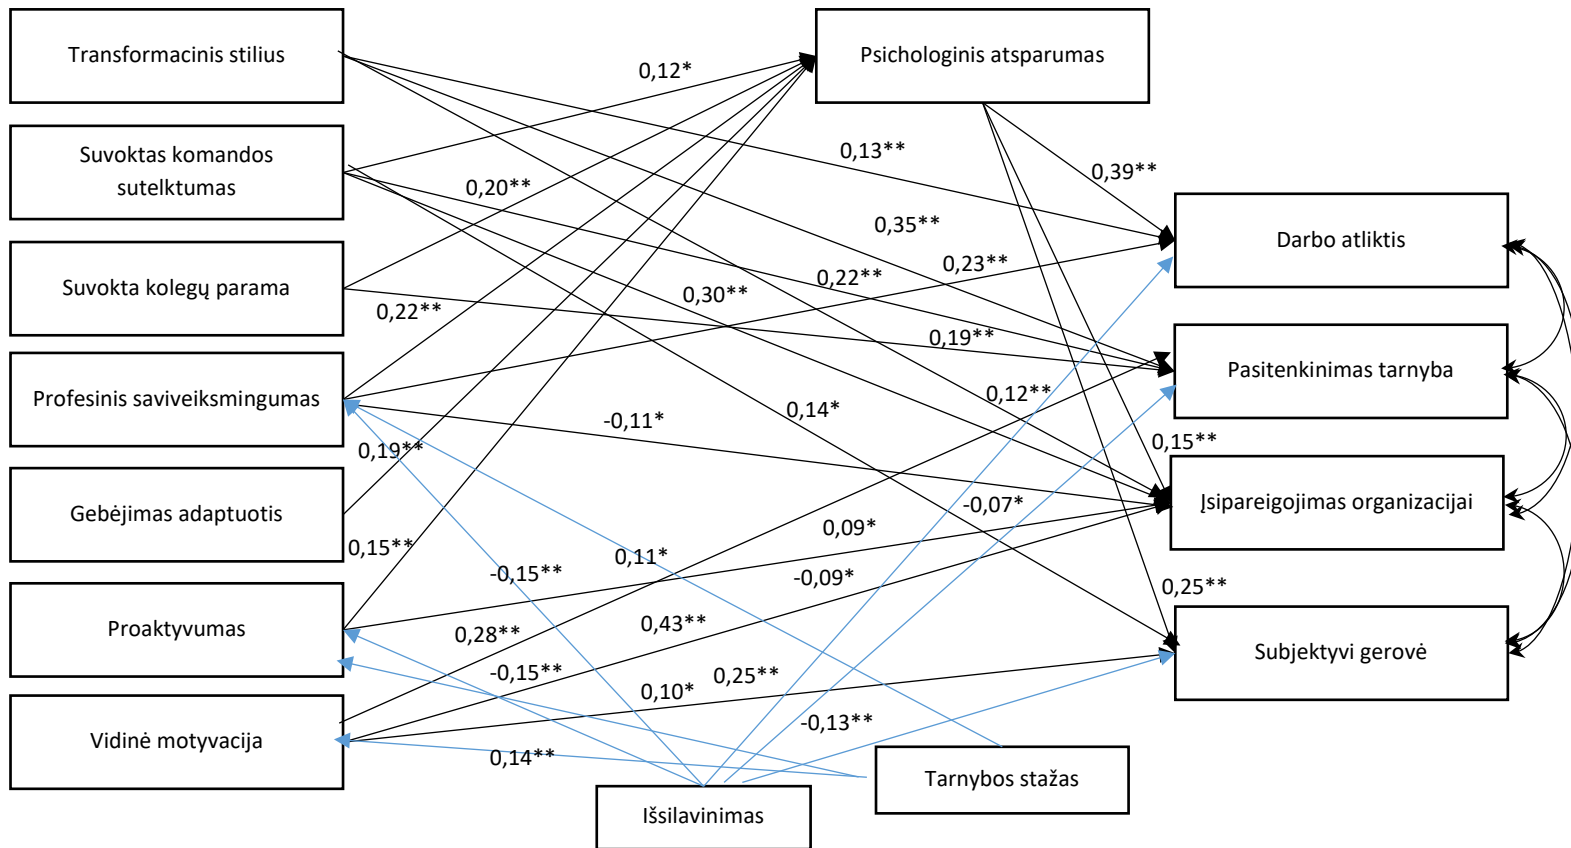 Transformacinis stilius
Psichologinis atsparumas
0,12*
Suvoktas komandos
sutelktumas
0,13**
0,39**
0,20**
0,35**
Darbo atliktis
Suvokta kolegų parama
0,23**
0,22**
0,30**
0,22**
0,19**
Pasitenkinimas tarnyba
Profesinis saviveiksmingumas
0,12**
0,14*
-0,11*
0,15**
0,19**
Įsipareigojimas organizacijai
-0,07*
Gebėjimas adaptuotis
0,09*
0,15**
0,11*
-0,15**
-0,09*
0,25**
Proaktyvumas
0,43**
0,28**
Subjektyvi gerovė
-0,15**
0,25**
0,10*
-0,13**
Vidinė motyvacija
0,14**
Tarnybos stažas
Išsilavinimas